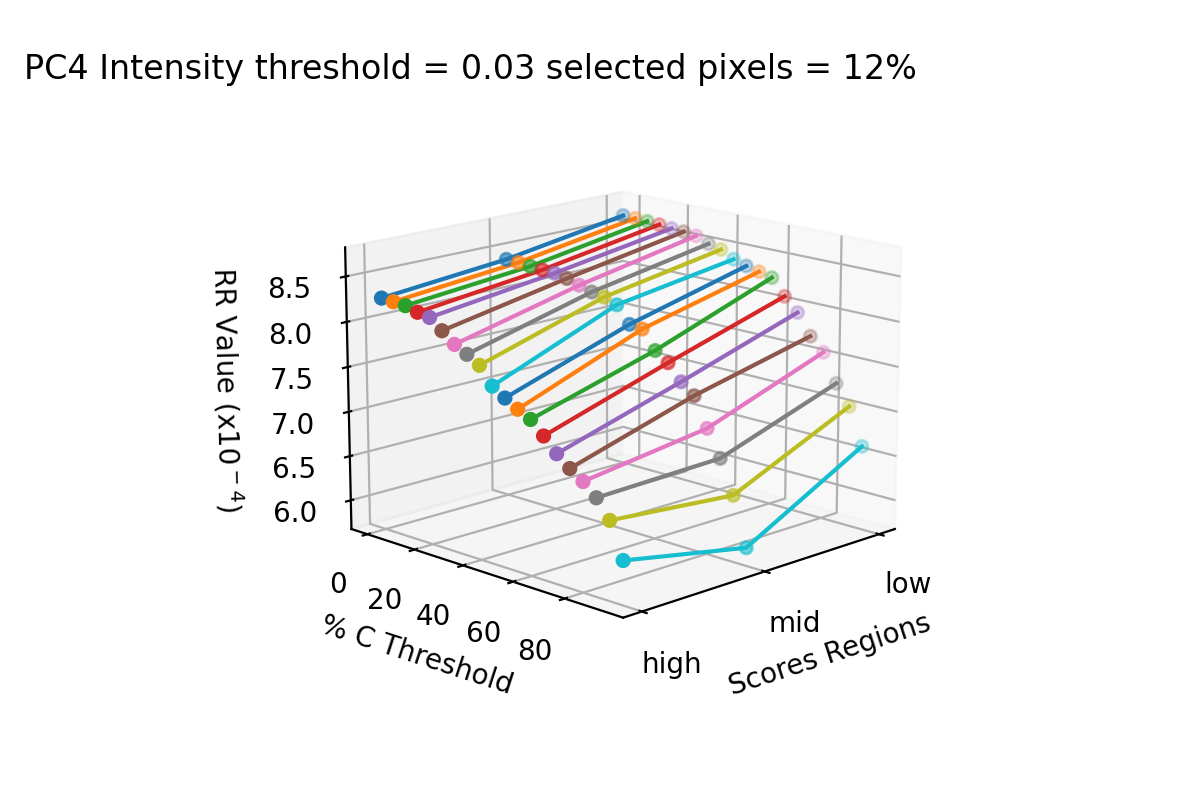 PC4 Intensity threshold = 0.03 selected pixels = 12%
RR Value (x10⁻⁴)
8.5
8.0
7.5
7.0
6.5
6.0
0
20
40
60
80
% C Threshold
high
mid
low
Scores Regions